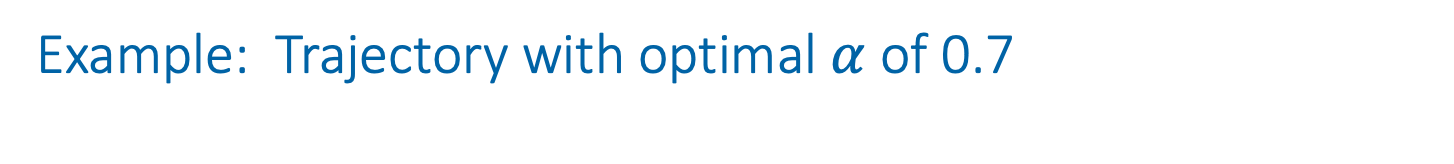 Example:  Trajectory with optimal 𝜶 of 0.7